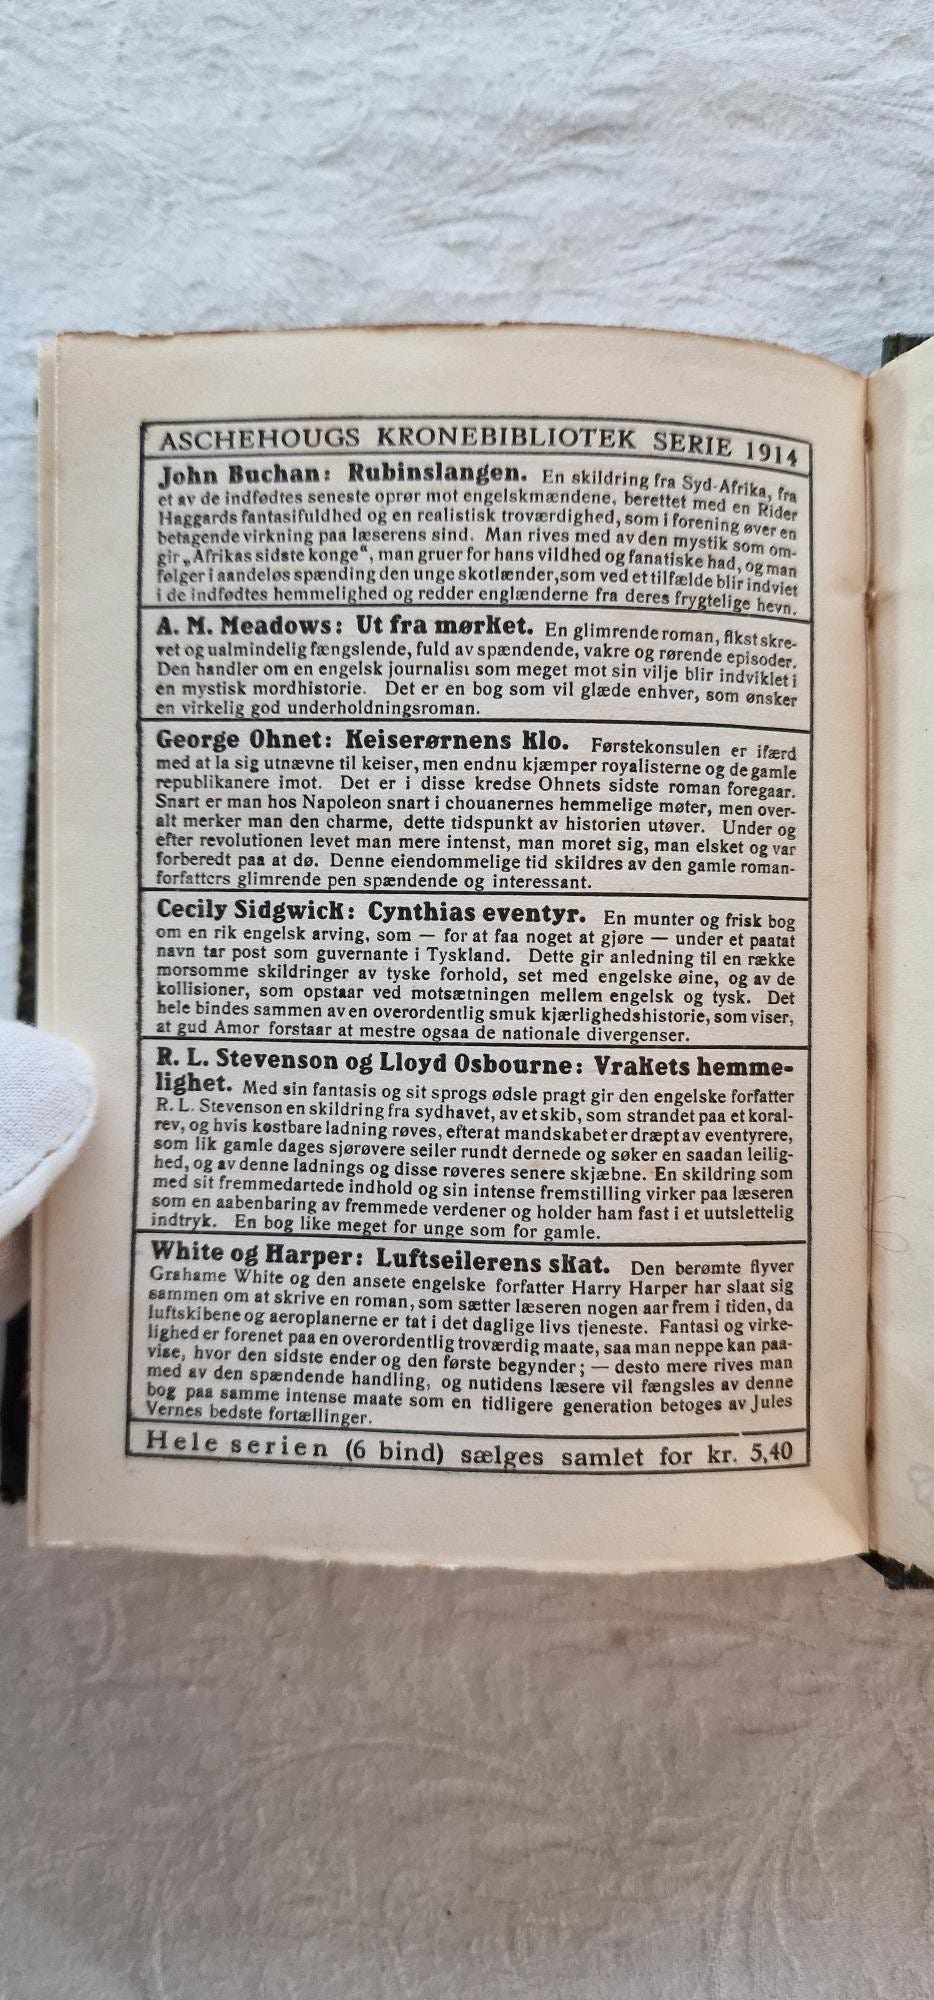 ASCHEHOUGS KRONEBIBLIOTEK SERIE 1914
John Buchan: Rubinslangen. En skildring fra Syd-Afrika, fra
et av de indfødtes seneste oprør mot engelskmændene, berettet med en Rider
Haggards fantasifuldhed og en realistisk troværdighed, som i forening øver en
betagende virkning paa læserens sind. Man rives med av den mystik som om-
gir „Afrikas sidste konge“, man gruer for hans vildhed og fanatiske had, og man
følger i aandeløs spænding den unge skotlænder, som ved et tilfælde blir indviet
i de indfødtes hemmelighed og redder englænderne fra deres frygtelige hevn.
A. M. Meadows: Ut fra mørket. En glimrende roman, flkst skre-
vet og ualmindelig fængslende, fuld av spændende, vakre og rørende episoder.
Den handler om en engelsk journalist som meget mot sin vilje blir indviklet i
en mystisk mordhistorie. Det er en bog som vil glæde enhver, som ønsker
en virkelig god underholdningsroman.
George Ohnet: Keiserørnens Klo. Førstekonsulen er ifærd
med at la sig utnævne til keiser, men endnu kjæmper royalisterne og de gamle
republikanere imot. Det er i disse kredse Ohnets sidste roman foregaar.
Snart er man hos Napoleon snart i chouanernes hemmelige møter, men over-
alt merker man den charme, dette tidspunkt av historien utøver. Under og
efter revolutionen levet man mere intenst, man moret sig, man elsket og var
forberedt paa at dø. Denne eiendommelige tid skildres av den gamle roman-
forfatters glimrende pen spændende og interessant.
Cecily Sidgwick: Cynthias eventyr. En munter og frisk bog
om en rik engelsk arving, som — for at faa noget at gjøre — under et paatat
navn tar post som guvernante i Tyskland. Dette gir anledning til en række
morsomme skildringer av tyske forhold, set med engelske øine, og av de
kollisioner, som opstaar ved motsætningen mellem engelsk og tysk. Det
hele bindes sammen av en overordentlig smuk kjærlighedshistorie, som viser,
at gud Amor forstaar at mestre ogsaa de nationale divergenser.
R. L. Stevenson og Lloyd Osbourne: Vrakets hemme-
lighet. Med sin fantasis og sit sprogs ødsle pragt gir den engelske forfatter
R. L. Stevenson en skildring fra sydhavet, av et skib, som strandet paa et koral-
rev, og hvis kostbare ladning røves, efterat mandskabet er dræpt av eventyrere,
som lik gamle dages sjørøvere seiler rundt dernede og søker en saadan leilig-
hed, og av denne ladnings og disse røveres senere skjæbne. En skildring som
med sit fremmedartede indhold og sin intense fremstilling virker paa læseren
som en aabenbaring av fremmede verdener og holder ham fast i et uutslettelig
indtryk. En bog like meget for unge som for gamle.
White og Harper: Luftseilerens skat. Den berømte flyver
Grahame White og den ansete engelske forfatter Harry Harper har slaat sig
sammen om at skrive en roman, som sætter læseren nogen aar frem i tiden, da
luftskibene og aeroplanerne er tat i det daglige livs tjeneste. Fantasi og virke-
lighed er forenet paa en overordentlig troværdig maate, saa man neppe kan paa-
vise, hvor den sidste ender og den første begynder; — desto mere rives man
med av den spændende handling, og nutidens læsere vil fængsles av denne
bog paa samme intense maate som en tidligere generation betoges av Jules
Vernes bedste fortællinger.
Hele serien (6 bind) sælges samlet for kr. 5,40